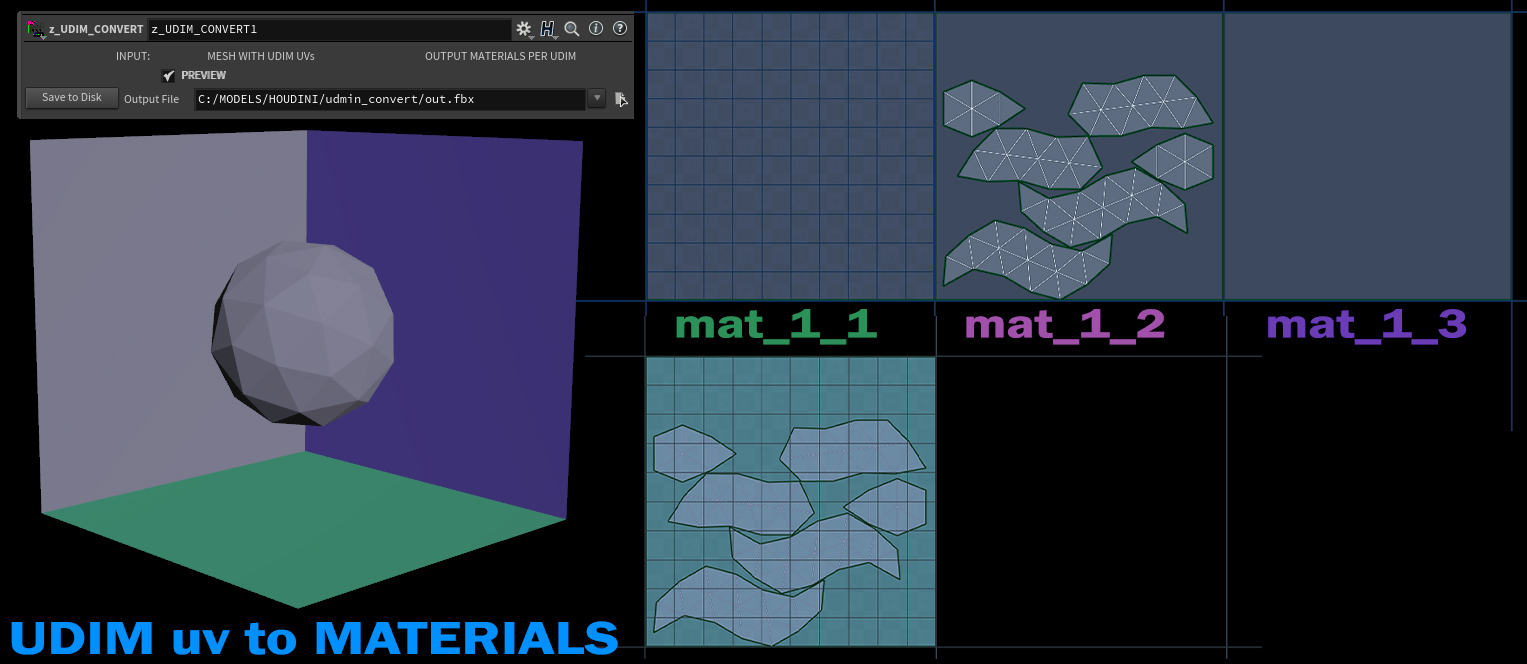 z_UDIM_CONVERT z_UDIM_CONVERT1
INPUT: MESH WITH UDIM UVs OUTPUT MATERIALS PER UDIM
PREVIEW
Save to Disk Output File C:/MODELS/HOUDINI/udmin_convert/out.fbx
mat_1_1 mat_1_2 mat_1_3
UDIM uv to MATERIALS